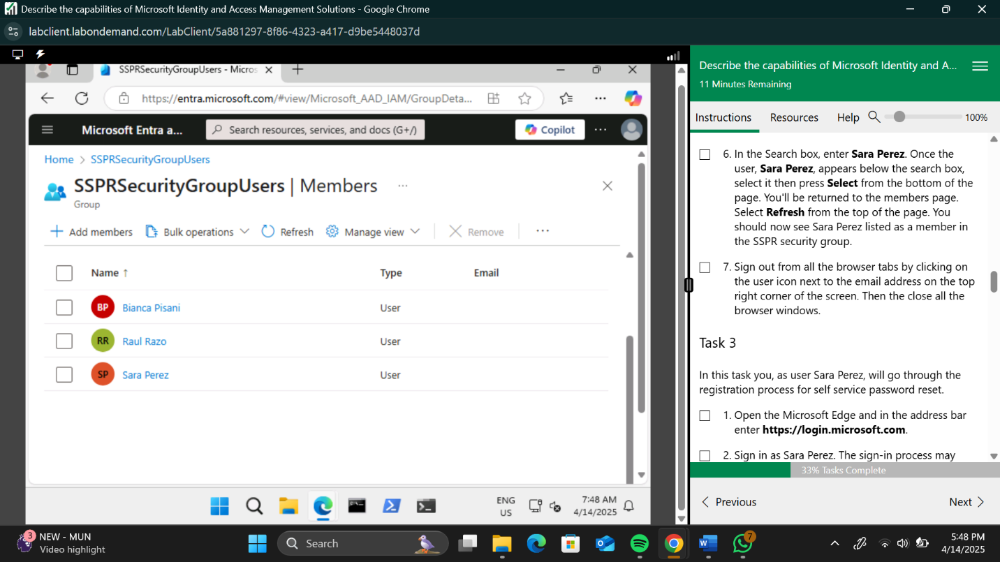 Describe the capabilities of Microsoft Identity and Access Management Solutions - Google Chrome
labclient.labondemand.com/LabClient/5a881297-8f86-4323-a417-d9be5448037d
SSPRSecurityGroupUsers - Micros
https://entra.microsoft.com/#view/Microsoft_AAD_IAM/GroupDeta...
Microsoft Entra a...
Search resources, services, and docs (G+/)
Copilot
Home > SSPRSecurityGroupUsers
SSPRSecurityGroupUsers | Members
Group
Add members
Bulk operations
Refresh
Manage view
Remove
Name ↑ Type Email
BP Bianca Pisani User
RR Raul Razo User
SP Sara Perez User
ENG
US
7:48 AM
4/14/2025
Describe the capabilities of Microsoft Identity and A...
11 Minutes Remaining
Instructions Resources Help 100%
6. In the Search box, enter Sara Perez. Once the
user, Sara Perez, appears below the search box,
select it then press Select from the bottom of the
page. You'll be returned to the members page.
Select Refresh from the top of the page. You
should now see Sara Perez listed as a member in
the SSPR security group.
7. Sign out from all the browser tabs by clicking on
the user icon next to the email address on the top
right corner of the screen. Then the close all the
browser windows.
Task 3
In this task you, as user Sara Perez, will go through the
registration process for self service password reset.
1. Open the Microsoft Edge and in the address bar
enter https://login.microsoft.com.
2. Sign in as Sara Perez. The sign-in process may
33% Tasks Complete
Previous Next
3
NEW - MUN
Video highlight
Search
7
5:48 PM
4/14/2025